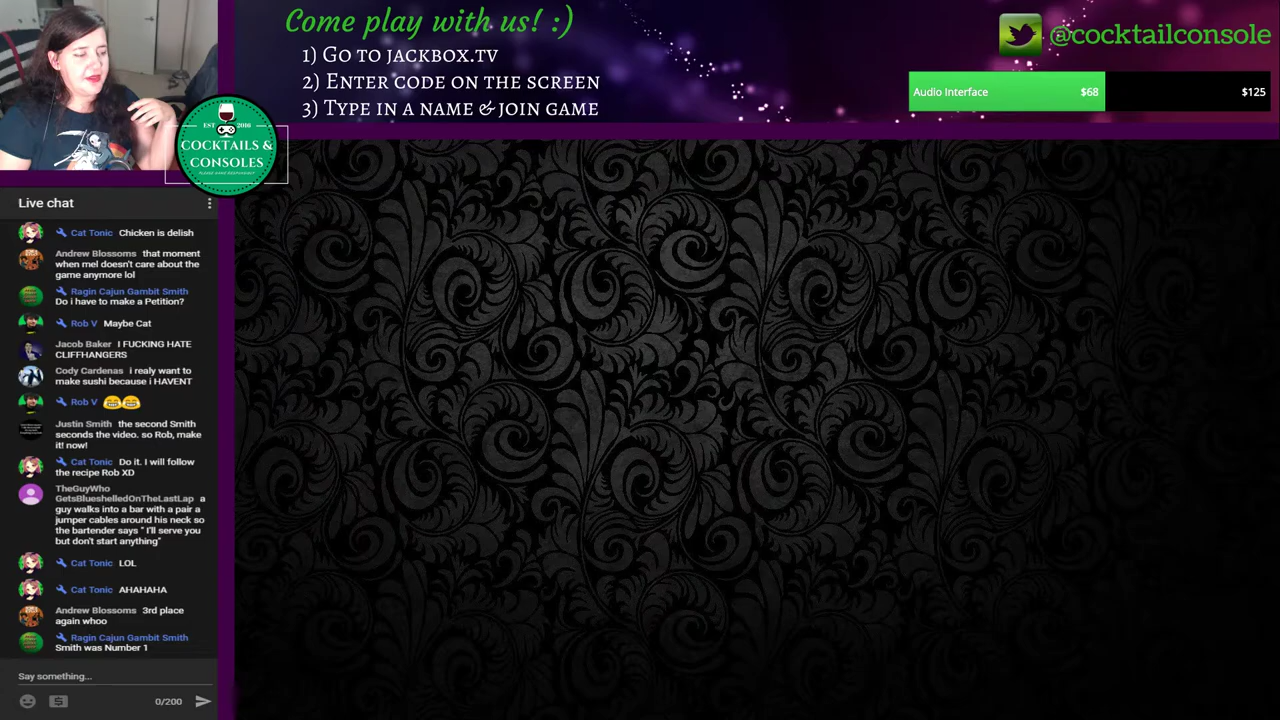 Come play with us! :)
1) Go to jackbox.tv
2) Enter code on the screen
3) Type in a name & join game
@cocktailconsole
Audio Interface $68 $125
EST 2016
COCKTAILS &
CONSOLES
Live chat
Cat Tonic Chicken is delish
Andrew Blossoms that moment
when mel doesn't care about the
game anymore lol
Ragin Cajun Gambit Smith
Do i have to make a Petition?
Rob V Maybe Cat
Jacob Baker I FUCKING HATE
CLIFFHANGERS
Cody Cardenas i realy want to
make sushi because i HAVENT
Rob V 😂😂
Justin Smith the second Smith
seconds the video. so Rob, make
it! now!
Cat Tonic Do it. I will follow
the recipe Rob XD
TheGuyWho
GetsBlueshelledOnTheLastLap a
guy walks into a bar with a pair a
jumper cables around his neck so
the bartender says " I'll serve you
but don't start anything"
Cat Tonic LOL
Cat Tonic AHAHAHA
Andrew Blossoms 3rd place
again whoo
Ragin Cajun Gambit Smith
Smith was Number 1
Say something...
0/200